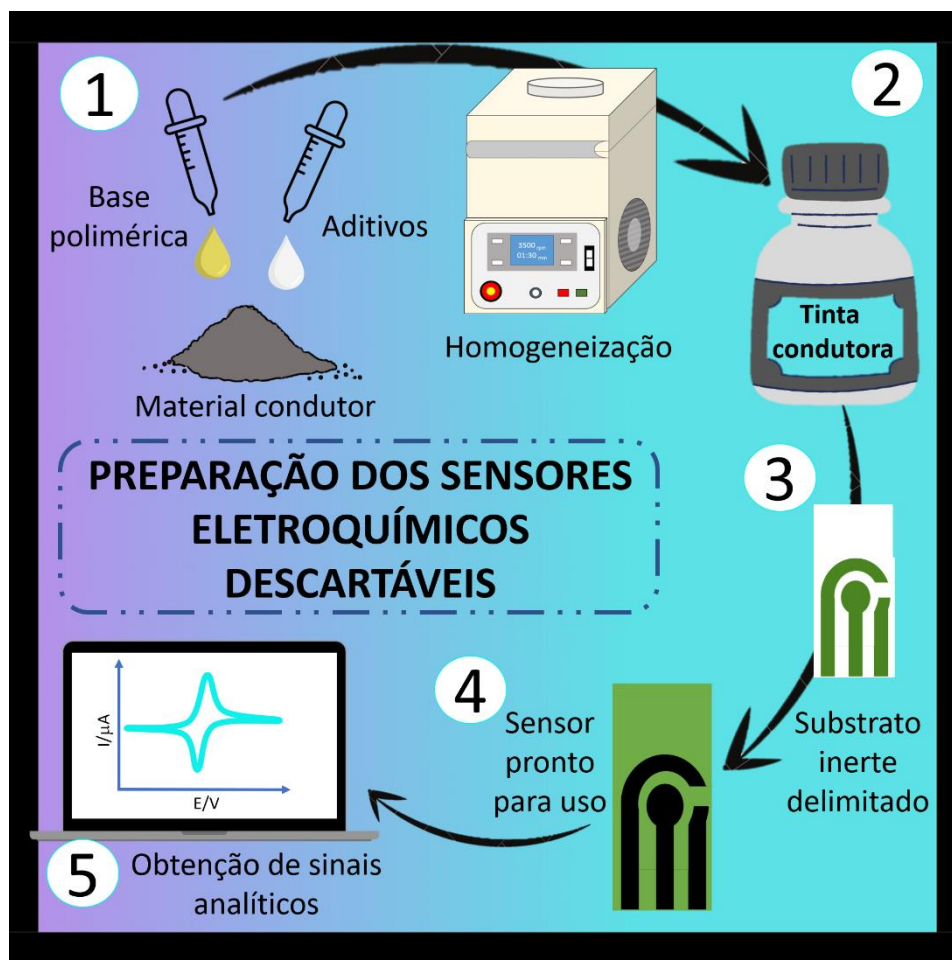 1
Base
polimérica
Aditivos
Material condutor
3500 rpm
01:30 min
Homogeneização
2
Tinta
condutora
PREPARAÇÃO DOS SENSORES
ELETROQUÍMICOS
DESCARTÁVEIS
3
Substrato
inerte
delimitado
4
Sensor
pronto
para uso
I/µA
E/V
5
Obtenção de sinais
analíticos